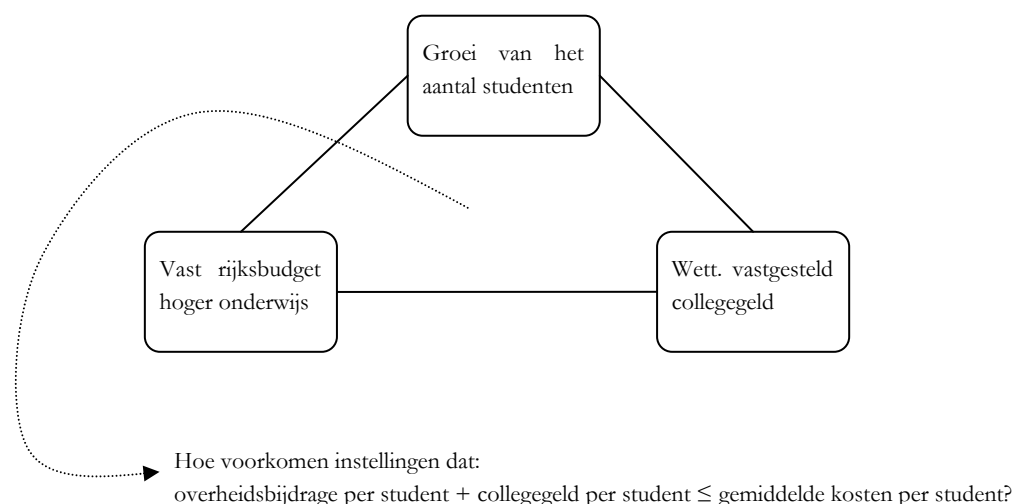 Groei van het
aantal studenten
Vast rijksbudget
hoger onderwijs
Wett. vastgesteld
collegegeld
Hoe voorkomen instellingen dat:
overheidsbijdrage per student + collegegeld per student ≤ gemiddelde kosten per student?